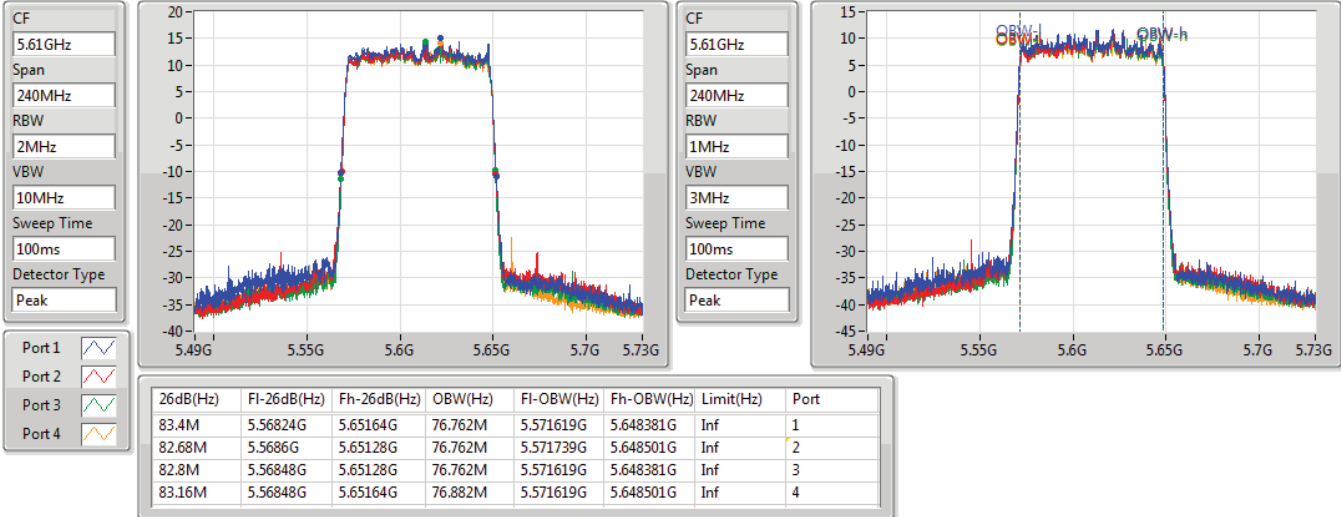 CF
5.61GHz
Span
240MHz
RBW
2MHz
VBW
10MHz
Sweep Time
100ms
Detector Type
Peak
20
15
10
5
0
-5
-10
-15
-20
-25
-30
-35
-40
5.49G 5.55G 5.6G 5.65G 5.7G 5.73G
CF
5.61GHz
Span
240MHz
RBW
1MHz
VBW
3MHz
Sweep Time
100ms
Detector Type
Peak
15
10
5
0
-5
-10
-15
-20
-25
-30
-35
-40
-45
OBW-l OBW-h
5.49G 5.55G 5.6G 5.65G 5.7G 5.73G
Port 1
Port 2
Port 3
Port 4
26dB(Hz) Fl-26dB(Hz) Fh-26dB(Hz) OBW(Hz) Fl-OBW(Hz) Fh-OBW(Hz) Limit(Hz) Port
83.4M 5.56824G 5.65164G 76.762M 5.571619G 5.648381G Inf 1
82.68M 5.5686G 5.65128G 76.762M 5.571739G 5.648501G Inf 2
82.8M 5.56848G 5.65128G 76.762M 5.571619G 5.648381G Inf 3
83.16M 5.56848G 5.65164G 76.882M 5.571619G 5.648501G Inf 4